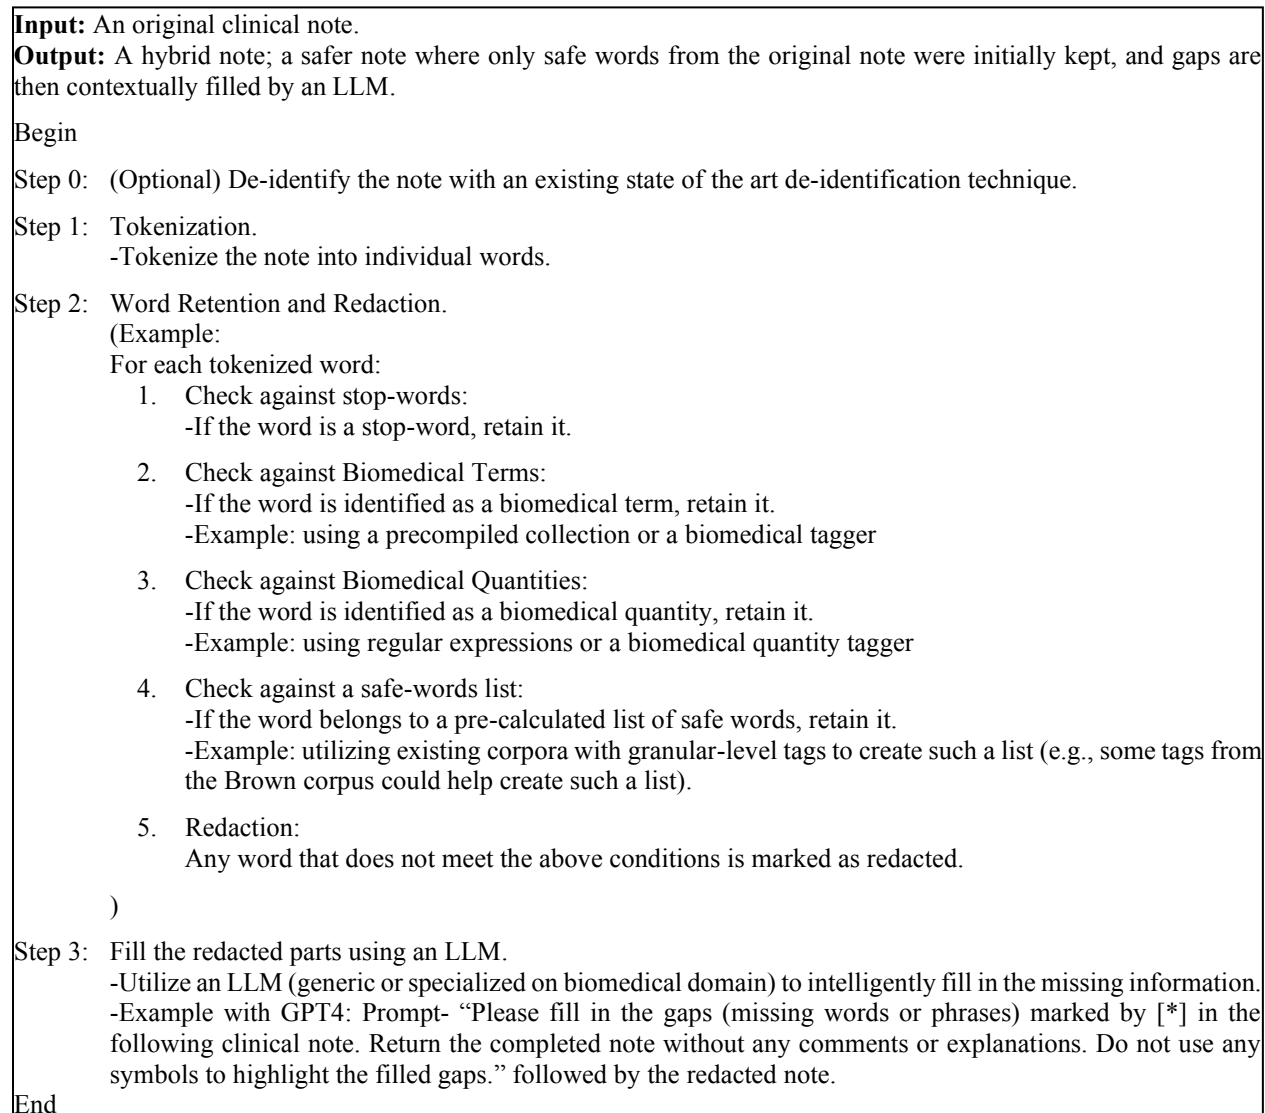 Input: An original clinical note.
Output: A hybrid note; a safer note where only safe words from the original note were initially kept, and gaps are
then contextually filled by an LLM.
Begin
Step 0: (Optional) De-identify the note with an existing state of the art de-identification technique.
Step 1: Tokenization.
-Tokenize the note into individual words.
Step 2: Word Retention and Redaction.
(Example:
For each tokenized word:
1. Check against stop-words:
-If the word is a stop-word, retain it.
2. Check against Biomedical Terms:
-If the word is identified as a biomedical term, retain it.
-Example: using a precompiled collection or a biomedical tagger
3. Check against Biomedical Quantities:
-If the word is identified as a biomedical quantity, retain it.
-Example: using regular expressions or a biomedical quantity tagger
4. Check against a safe-words list:
-If the word belongs to a pre-calculated list of safe words, retain it.
-Example: utilizing existing corpora with granular-level tags to create such a list (e.g., some tags from
the Brown corpus could help create such a list).
5. Redaction:
Any word that does not meet the above conditions is marked as redacted.
)
Step 3: Fill the redacted parts using an LLM.
-Utilize an LLM (generic or specialized on biomedical domain) to intelligently fill in the missing information.
-Example with GPT4: Prompt- “Please fill in the gaps (missing words or phrases) marked by [*] in the
following clinical note. Return the completed note without any comments or explanations. Do not use any
symbols to highlight the filled gaps.” followed by the redacted note.
End